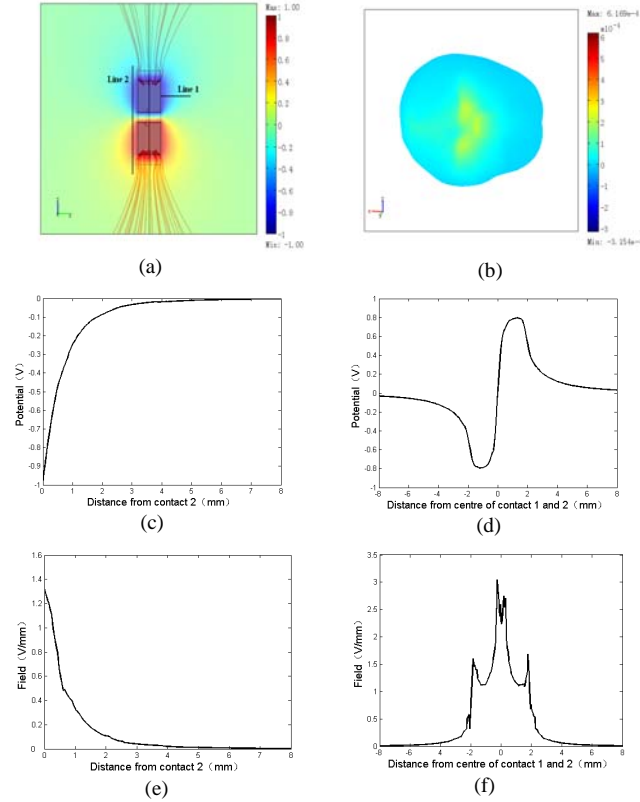 Max: 1.00
1
0.8
0.6
0.4
0.2
0
-0.2
-0.4
-0.6
-0.8
-1
Min: -1.00
Line 2
Line 1
(a)
Max: 6.169e-4
×10⁻⁴
6
5
4
3
2
1
0
-1
-2
-3
Min: -3.154e-
(b)
0
-0.1
-0.2
-0.3
-0.4
-0.5
-0.6
-0.7
-0.8
-0.9
-1
0 1 2 3 4 5 6 7 8
Potential（V）
Distance from contact 2（mm）
(c)
1
0.8
0.6
0.4
0.2
0
-0.2
-0.4
-0.6
-0.8
-1
-8 -6 -4 -2 0 2 4 6 8
Potential（V）
Distance from centre of contact 1 and 2（mm）
(d)
1.6
1.4
1.2
1
0.8
0.6
0.4
0.2
0
0 1 2 3 4 5 6 7 8
Field（V/mm）
Distance from contact 2（mm）
(e)
3.5
3
2.5
2
1.5
1
0.5
0
-8 -6 -4 -2 0 2 4 6 8
Field（V/mm）
Distance from centre of contact 1 and 2（mm）
(f)